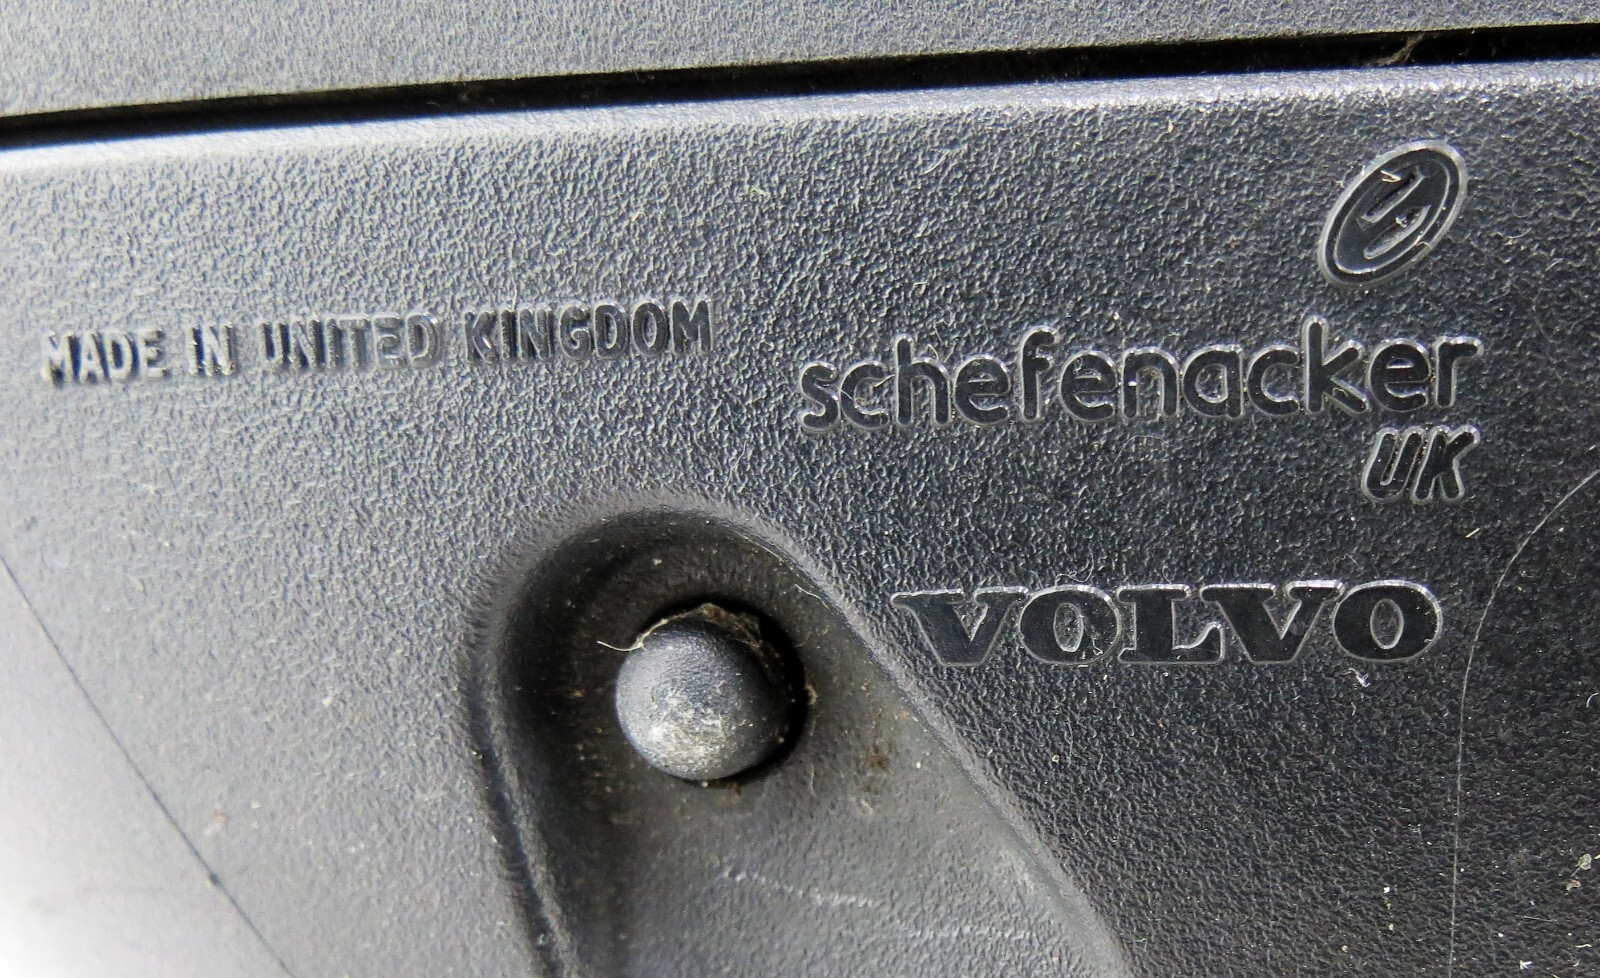 MADE IN UNITED KINGDOM
schefenacker
UK
VOLVO